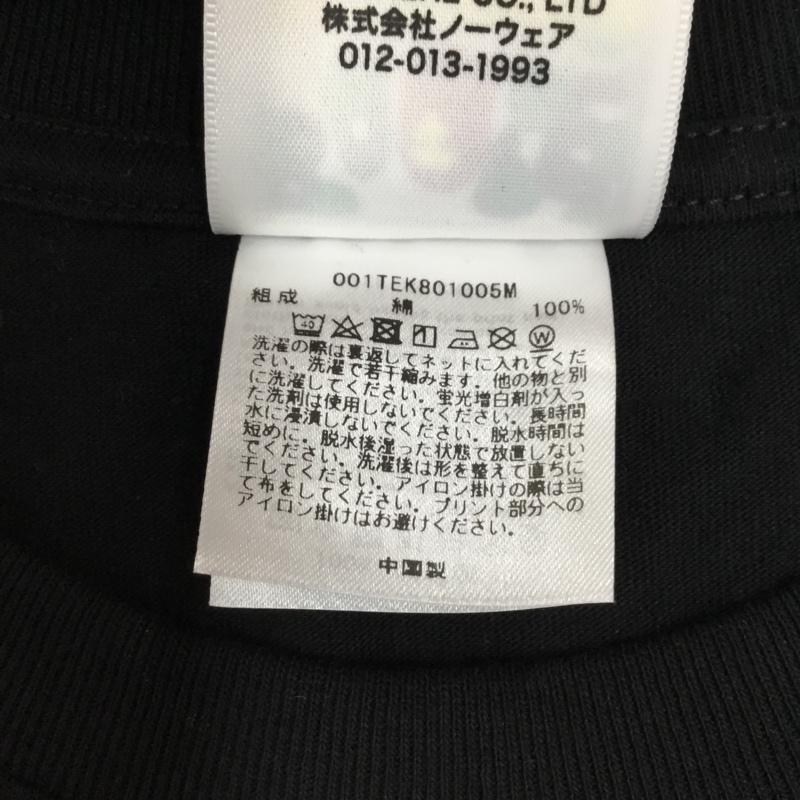 CO., LTD
株式会社ノーウェア
012-013-1993
001TEK801005M
組成 綿 100%
40
W
洗濯の際は裏返してネットに入れてくだ
さい。洗濯で若干縮みます。他の物と別
に洗濯してください。蛍光増白剤が入っ
た洗剤は使用しないでください。長時間
水に浸漬しないでください。脱水時間は
短めに。脱水後湿った状態で放置しない
でください。洗濯後は形を整えて直ちに
干してください。アイロン掛けの際は当
て布をしてください。プリント部分への
アイロン掛けはお避けください。
中国製